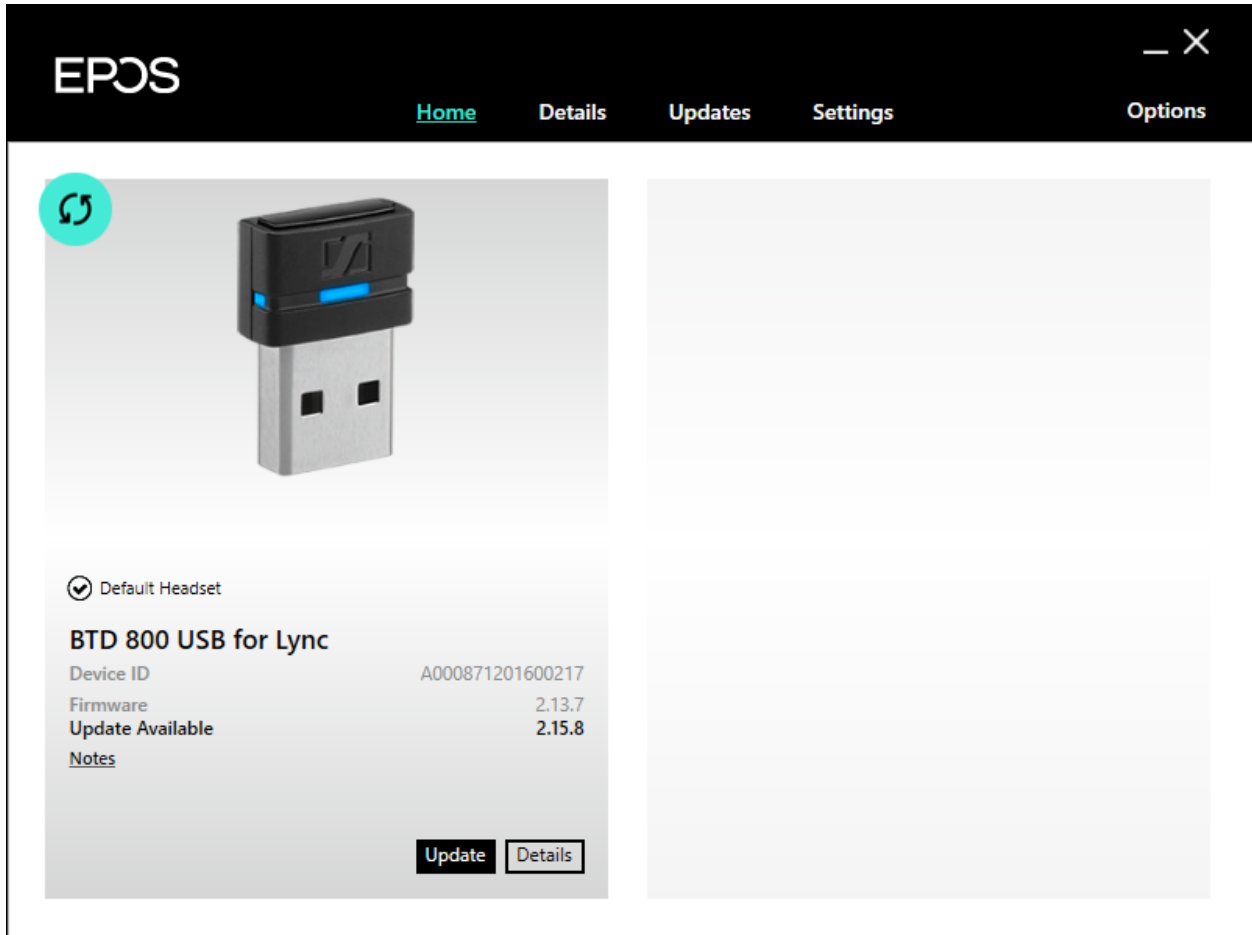 EPOS
Home Details Updates Settings Options
Default Headset
BTD 800 USB for Lync
Device ID A000871201600217
Firmware 2.13.7
Update Available 2.15.8
Notes
Update Details